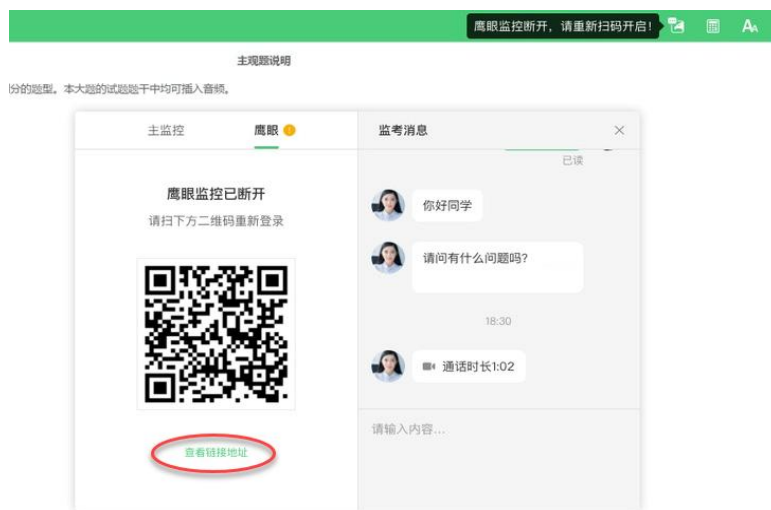 鹰眼监控断开，请重新扫码开启！
AA
主观题说明
分的题型。本大题的试题题干中均可插入音频。
主监控
鹰眼
监考消息
已读
鹰眼监控已断开
请扫下方二维码重新登录
你好同学
请问有什么问题吗？
18:30
通话时长1:02
请输入内容...
查看链接地址